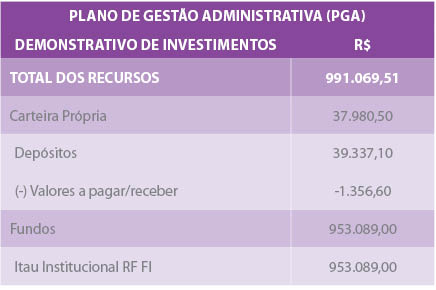 PLANO DE GESTÃO ADMINISTRATIVA (PGA)
DEMONSTRATIVO DE INVESTIMENTOS R$
TOTAL DOS RECURSOS 991.069,51
Carteira Própria 37.980,50
Depósitos 39.337,10
(-) Valores a pagar/receber -1.356,60
Fundos 953.089,00
Itau Institucional RF FI 953.089,00